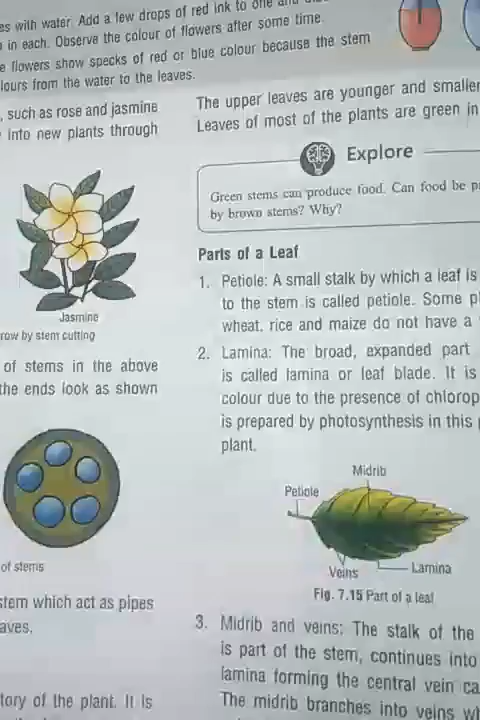 es with water. Add a few drops of red ink to one and
in each. Observe the colour of flowers after some time.
e flowers show specks of red or blue colour because the stem
lours from the water to the leaves.
, such as rose and jasmine
into new plants through
Jasmine
row by stem cutting
of stems in the above
the ends look as shown
of stems
stem which act as pipes
aves.
tory of the plant. It is
The upper leaves are younger and smaller
Leaves of most of the plants are green in
Explore
Green stems can produce food. Can food be p
by brown stems? Why?
Parts of a Leaf
1. Petiole: A small stalk by which a leaf is
to the stem is called petiole. Some p
wheat, rice and maize do not have a
2. Lamina: The broad, expanded part
is called lamina or leaf blade. It is
colour due to the presence of chlorop
is prepared by photosynthesis in this
plant.
Midrib
Petiole
Veins
Lamina
Fig. 7.15 Part of a leaf
3. Midrib and veins: The stalk of the
is part of the stem, continues into
lamina forming the central vein ca
The midrib branches into veins wh